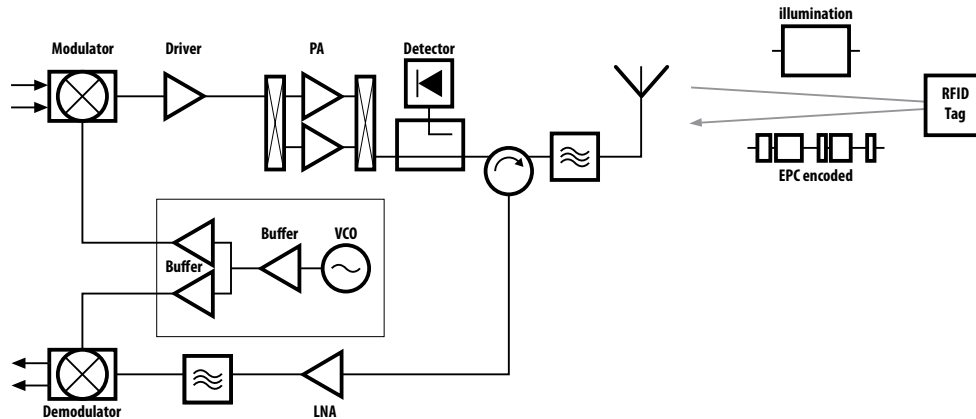 illumination
Modulator
Driver
PA
Detector
RFID
Tag
EPC encoded
Buffer
VCO
Buffer
LNA
Demodulator